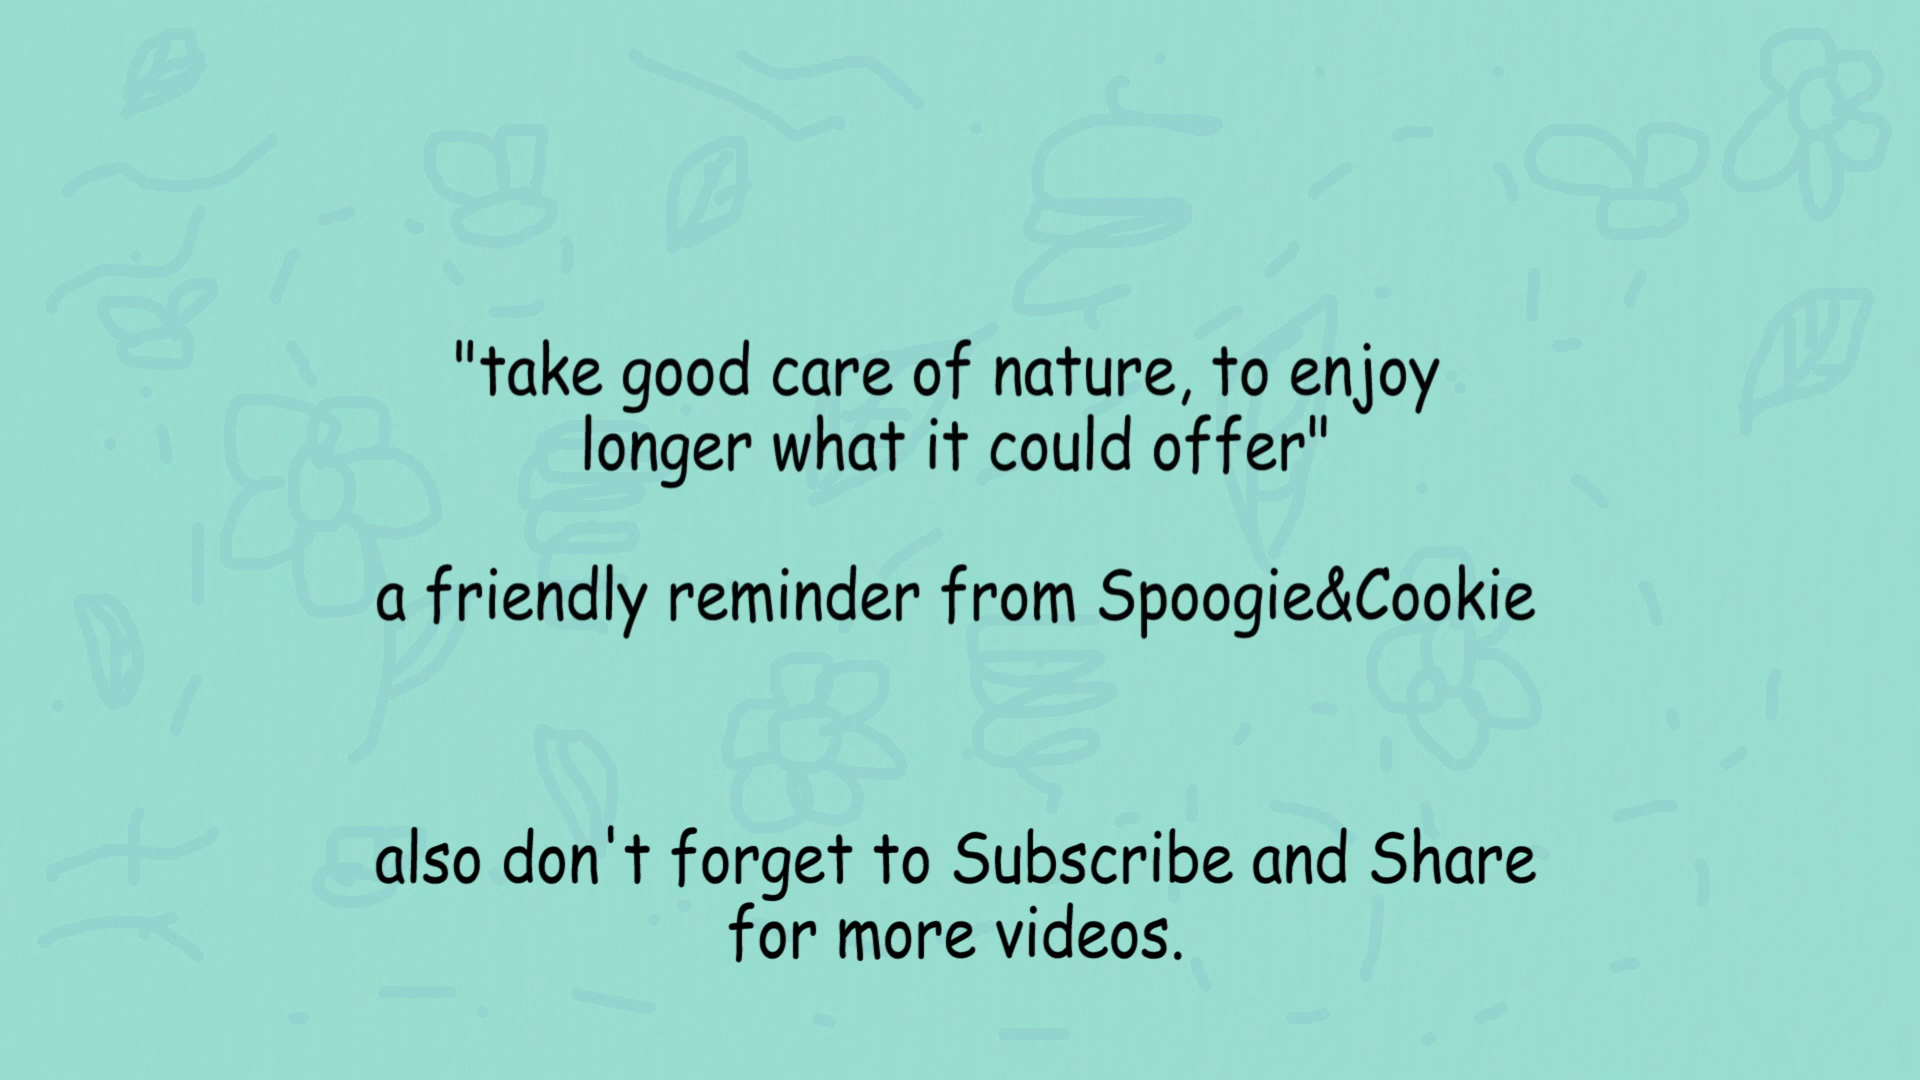 "take good care of nature, to enjoy
longer what it could offer"
a friendly reminder from Spoogie&Cookie
also don't forget to Subscribe and Share
for more videos.